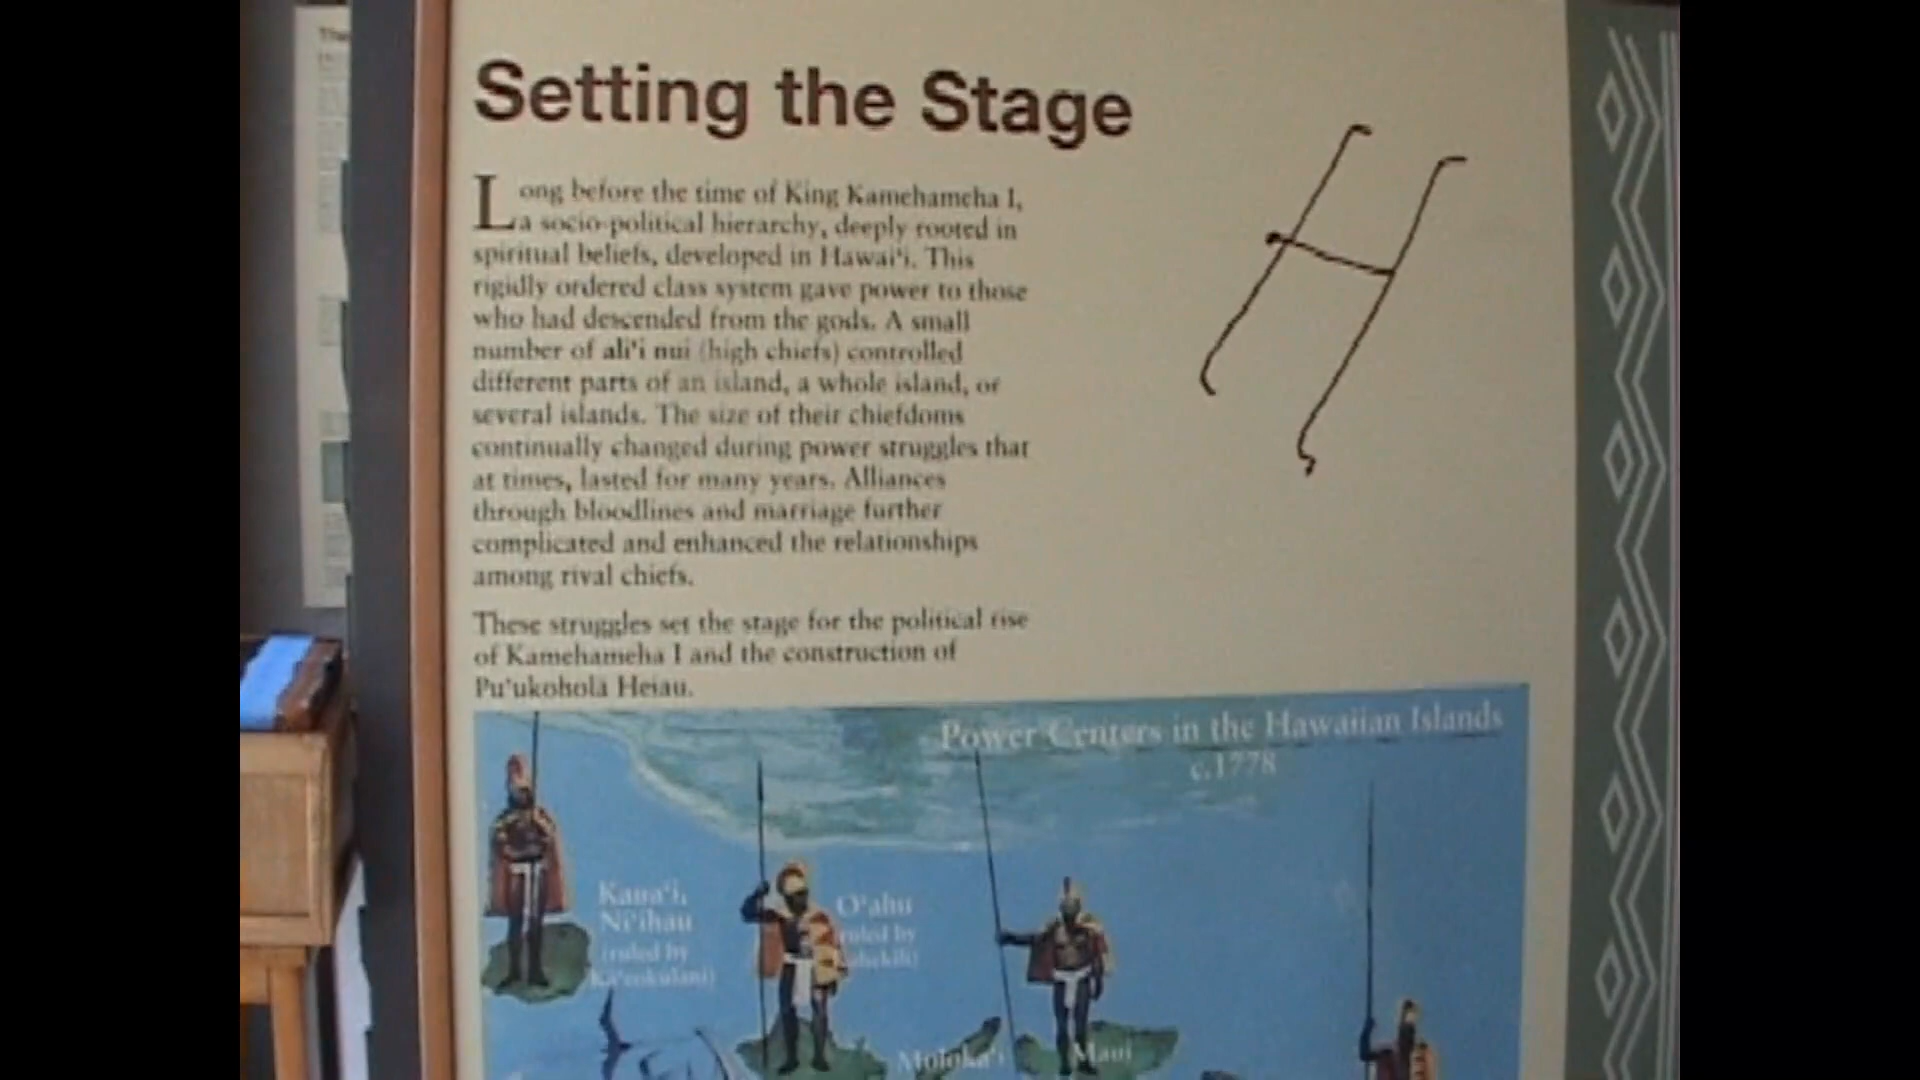 Setting the Stage
Long before the time of King Kamehameha I,
a socio-political hierarchy, deeply rooted in
spiritual beliefs, developed in Hawai'i. This
rigidly ordered class system gave power to those
who had descended from the gods. A small
number of ali'i nui (high chiefs) controlled
different parts of an island, a whole island, or
several islands. The size of their chiefdoms
continually changed during power struggles that
at times, lasted for many years. Alliances
through bloodlines and marriage further
complicated and enhanced the relationships
among rival chiefs.
These struggles set the stage for the political rise
of Kamehameha I and the construction of
Pu'ukohola Heiau.
H
Power Centers in the Hawaiian Islands
c.1778
Kaua'i,
Ni'ihau
(ruled by
Ka'eokulani)
O'ahu
ruled by
Moloka'i
Maui